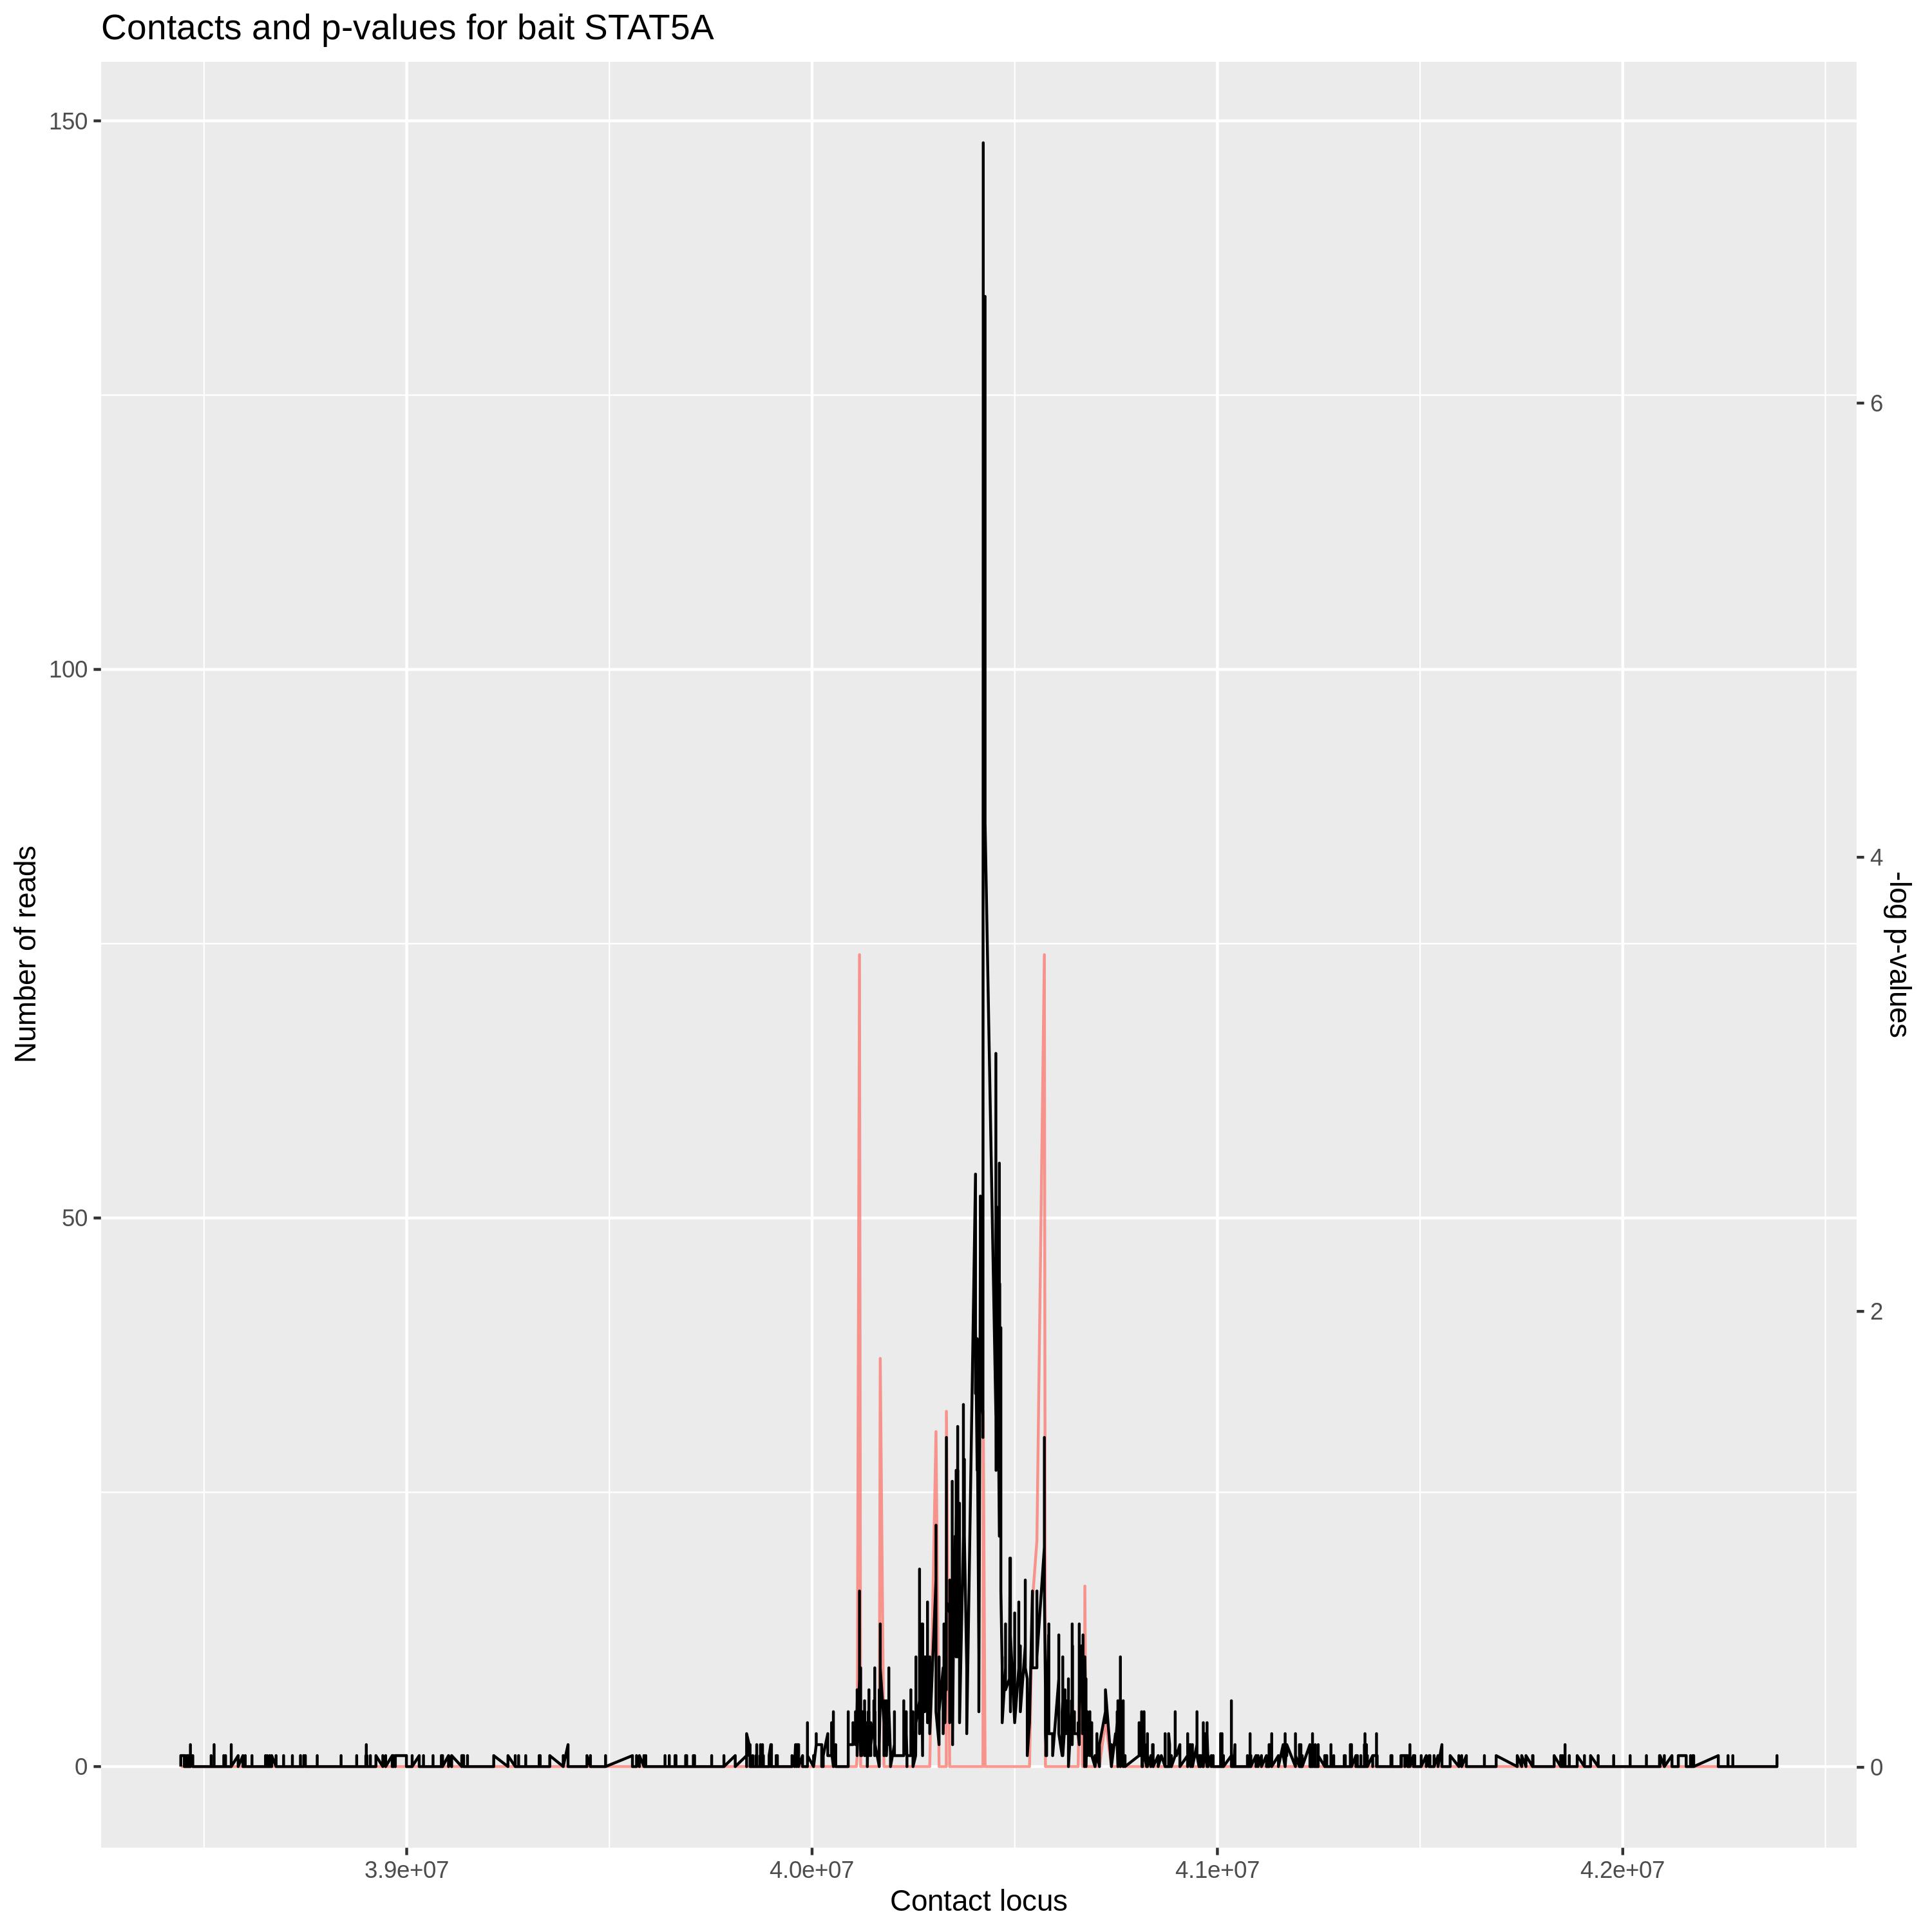 Contacts and p-values for bait STAT5A
150
100
50
0
6
4
2
0
Number of reads
-log p-values
3.9e+07 4.0e+07 4.1e+07 4.2e+07
Contact locus